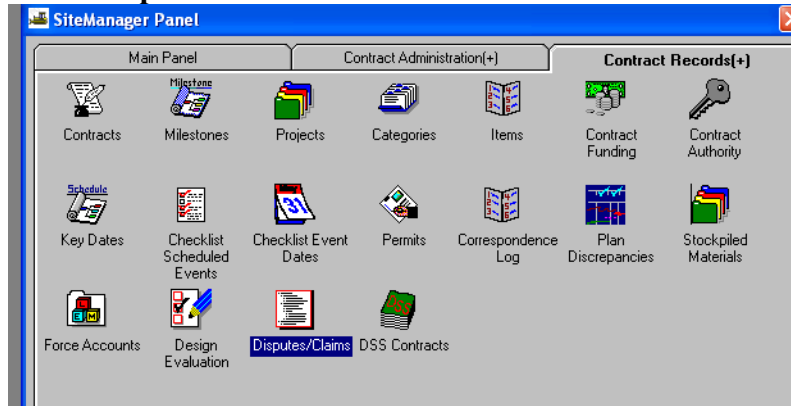 SiteManager Panel
Main Panel
Contract Administration(+)
Contract Records(+)
Milestone
Contracts
Milestones
Projects
Categories
Items
Contract
Funding
Contract
Authority
Schedule
31
Key Dates
Checklist
Scheduled
Events
Checklist Event
Dates
Permits
Correspondence
Log
Plan
Discrepancies
Stockpiled
Materials
L
E M
DSS
Force Accounts
Design
Evaluation
Disputes/Claims
DSS Contracts